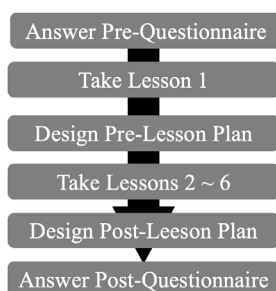 Answer Pre-Questionnaire
Take Lesson 1
Design Pre-Lesson Plan
Take Lessons 2 ~ 6
Design Post-Leeson Plan
Answer Post-Questionnaire